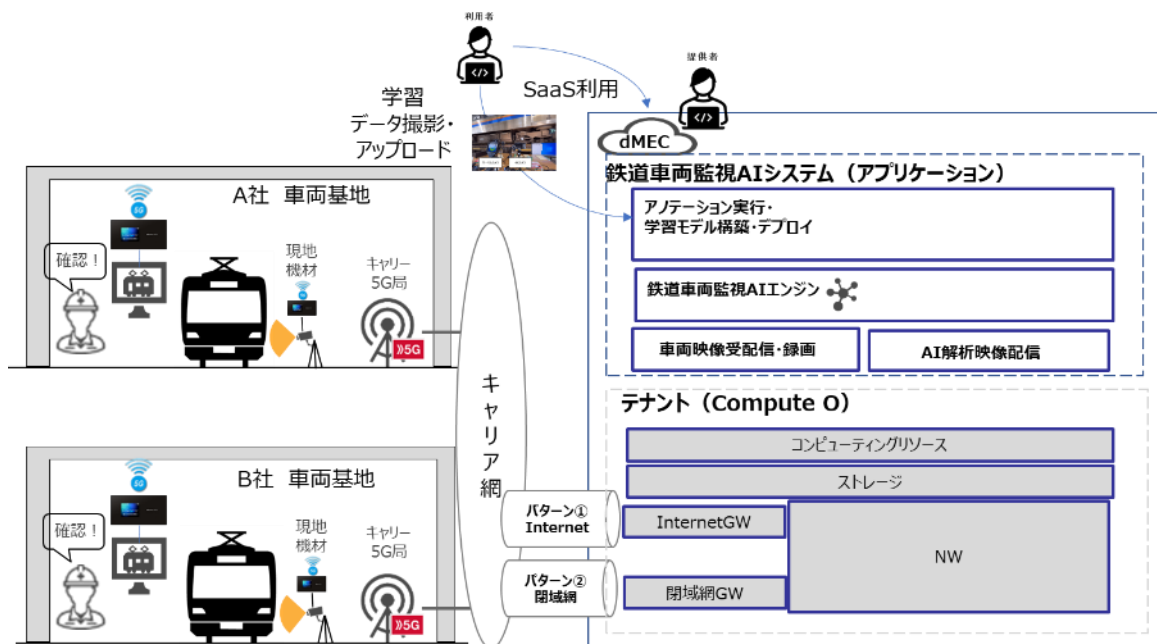 利用者
提供者
SaaS利用
学習
データ撮影・
アップロード
dMEC
鉄道車両監視AIシステム（アプリケーション）
アノテーション実行・
学習モデル構築・デプロイ
鉄道車両監視AIエンジン
車両映像受配信・録画
AI解析映像配信
A社 車両基地
5G
確認！
現地
機材
5G
キャリー
5G局
»5G
B社 車両基地
5G
確認！
現地
機材
5G
キャリー
5G局
»5G
キャリア網
パターン①
Internet
パターン②
閉域網
テナント（Compute O）
コンピューティングリソース
ストレージ
InternetGW
閉域網GW
NW